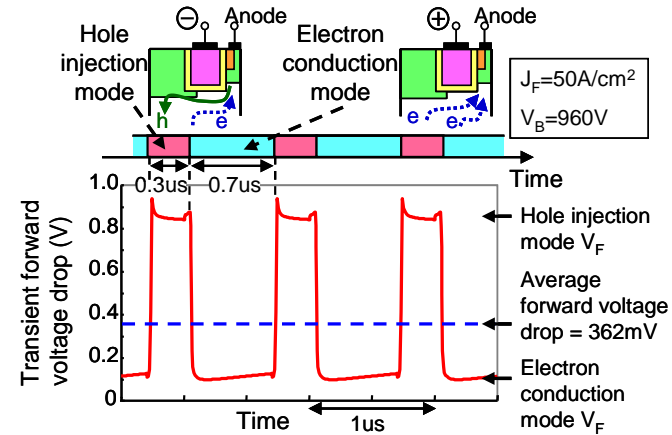 Hole
injection
mode
⊖
Anode
Electron
conduction
mode
⊕
Anode
h
e
e
e
J_F=50A/cm²
V_B=960V
Time
0.3us
0.7us
Transient forward
voltage drop (V)
1.0
0.8
0.6
0.4
0.2
0
Hole injection
mode V_F
Average
forward voltage
drop = 362mV
Electron
conduction
mode V_F
Time
1us